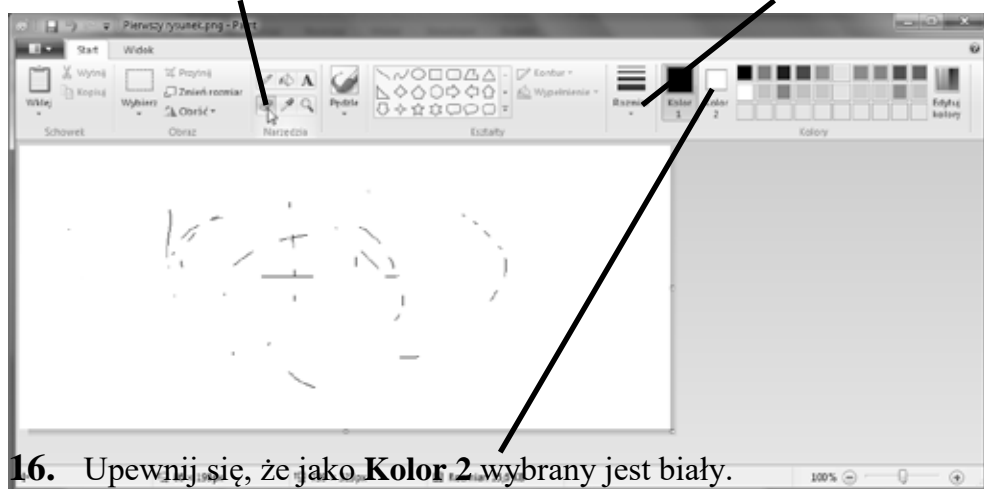 Pierwszy rysunek.png - Paint
Start Widok
Wklej Wytnij Kopiuj Wybierz Przytnij Zmień rozmiar Obróć A Pędzle Kontur Wypełnienie Rozmiar Kolor 1 Kolor 2 Edytuj kolory
Schowek Obraz Narzędzia Kształty Kolory
16. Upewnij się, że jako Kolor 2 wybrany jest biały.
100%